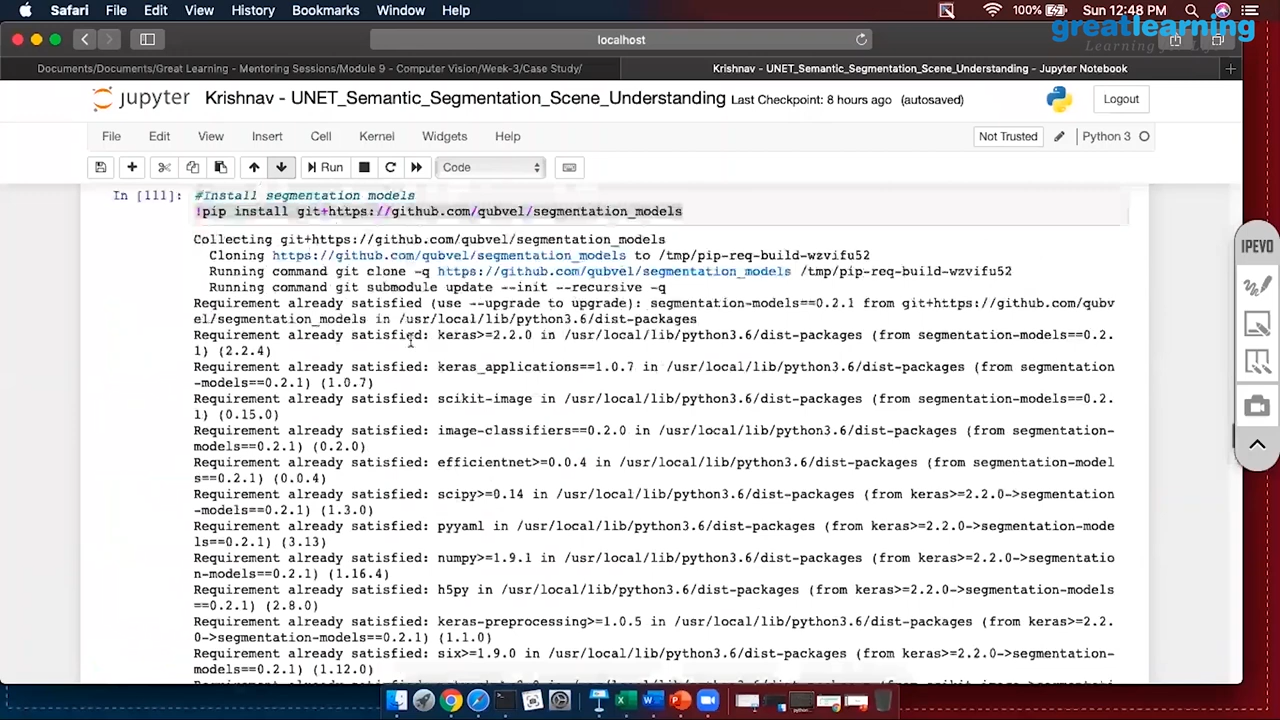 Safari File Edit View History Bookmarks Window Help 100% Sun 12:48 PM
greatlearning
Learning for Life
localhost
Documents/Documents/Great Learning - Mentoring Sessions/Module 9 - Computer Vision/Week-3/Case Study/
Krishnav - UNET_Semantic_Segmentation_Scene_Understanding - Jupyter Notebook
jupyter Krishnav - UNET_Semantic_Segmentation_Scene_Understanding Last Checkpoint: 8 hours ago (autosaved)
Logout
File Edit View Insert Cell Kernel Widgets Help
Not Trusted Python 3
Run Code
In [111]: #Install segmentation models
!pip install git+https://github.com/qubvel/segmentation_models
Collecting git+https://github.com/qubvel/segmentation_models
Cloning https://github.com/qubvel/segmentation_models to /tmp/pip-req-build-wzvifu52
Running command git clone -q https://github.com/qubvel/segmentation_models /tmp/pip-req-build-wzvifu52
Running command git submodule update --init --recursive -q
Requirement already satisfied (use --upgrade to upgrade): segmentation-models==0.2.1 from git+https://github.com/qubv
el/segmentation_models in /usr/local/lib/python3.6/dist-packages
Requirement already satisfied: keras>=2.2.0 in /usr/local/lib/python3.6/dist-packages (from segmentation-models==0.2.
1) (2.2.4)
Requirement already satisfied: keras_applications==1.0.7 in /usr/local/lib/python3.6/dist-packages (from segmentation
-models==0.2.1) (1.0.7)
Requirement already satisfied: scikit-image in /usr/local/lib/python3.6/dist-packages (from segmentation-models==0.2.
1) (0.15.0)
Requirement already satisfied: image-classifiers==0.2.0 in /usr/local/lib/python3.6/dist-packages (from segmentation-
models==0.2.1) (0.2.0)
Requirement already satisfied: efficientnet>=0.0.4 in /usr/local/lib/python3.6/dist-packages (from segmentation-model
s==0.2.1) (0.0.4)
Requirement already satisfied: scipy>=0.14 in /usr/local/lib/python3.6/dist-packages (from keras>=2.2.0->segmentation
-models==0.2.1) (1.3.0)
Requirement already satisfied: pyyaml in /usr/local/lib/python3.6/dist-packages (from keras>=2.2.0->segmentation-mode
ls==0.2.1) (3.13)
Requirement already satisfied: numpy>=1.9.1 in /usr/local/lib/python3.6/dist-packages (from keras>=2.2.0->segmentatio
n-models==0.2.1) (1.16.4)
Requirement already satisfied: h5py in /usr/local/lib/python3.6/dist-packages (from keras>=2.2.0->segmentation-models
==0.2.1) (2.8.0)
Requirement already satisfied: keras-preprocessing>=1.0.5 in /usr/local/lib/python3.6/dist-packages (from keras>=2.2.
0->segmentation-models==0.2.1) (1.1.0)
Requirement already satisfied: six>=1.9.0 in /usr/local/lib/python3.6/dist-packages (from keras>=2.2.0->segmentation-
models==0.2.1) (1.12.0)
IPEVO